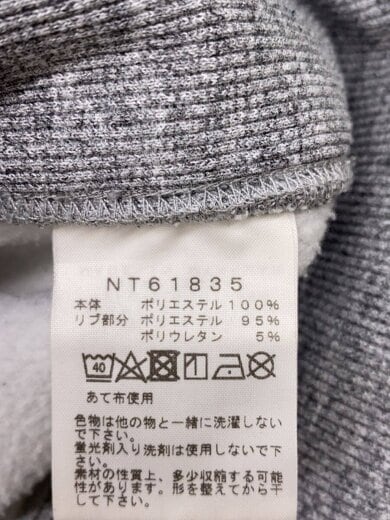 NT61835
本体 ポリエステル 100%
リブ部分 ポリエステル 95%
ポリウレタン 5%
40
あて布使用
色物は他の物と一緒に洗濯しない
で下さい。
蛍光剤入り洗剤は使用しないで下
さい。
素材の性質上、多少収縮する可能
性があります。形を整えてから干
して下さい。